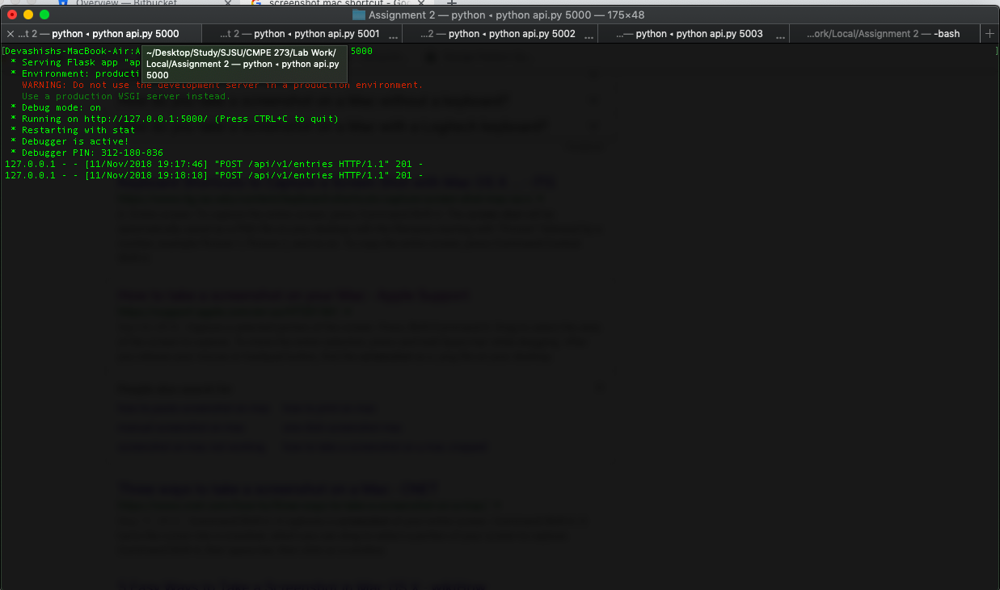 Overview — Bitbucket
screenshot mac shortcut - Goo
Assignment 2 — python ◂ python api.py 5000 — 175×48
...t 2 — python ◂ python api.py 5000
...t 2 — python ◂ python api.py 5001 ...
...2 — python ◂ python api.py 5002 ...
...— python ◂ python api.py 5003 ...
...ork/Local/Assignment 2 — -bash
[Devashishs-MacBook-Air:A 5000 ]
~/Desktop/Study/SJSU/CMPE 273/Lab Work/
Local/Assignment 2 — python ◂ python api.py
5000
* Serving Flask app "ap
* Environment: producti
WARNING: Do not use the development server in a production environment.
Use a production WSGI server instead.
* Debug mode: on
* Running on http://127.0.0.1:5000/ (Press CTRL+C to quit)
* Restarting with stat
* Debugger is active!
* Debugger PIN: 312-180-836
127.0.0.1 - - [11/Nov/2018 19:17:46] "POST /api/v1/entries HTTP/1.1" 201 -
127.0.0.1 - - [11/Nov/2018 19:18:18] "POST /api/v1/entries HTTP/1.1" 201 -